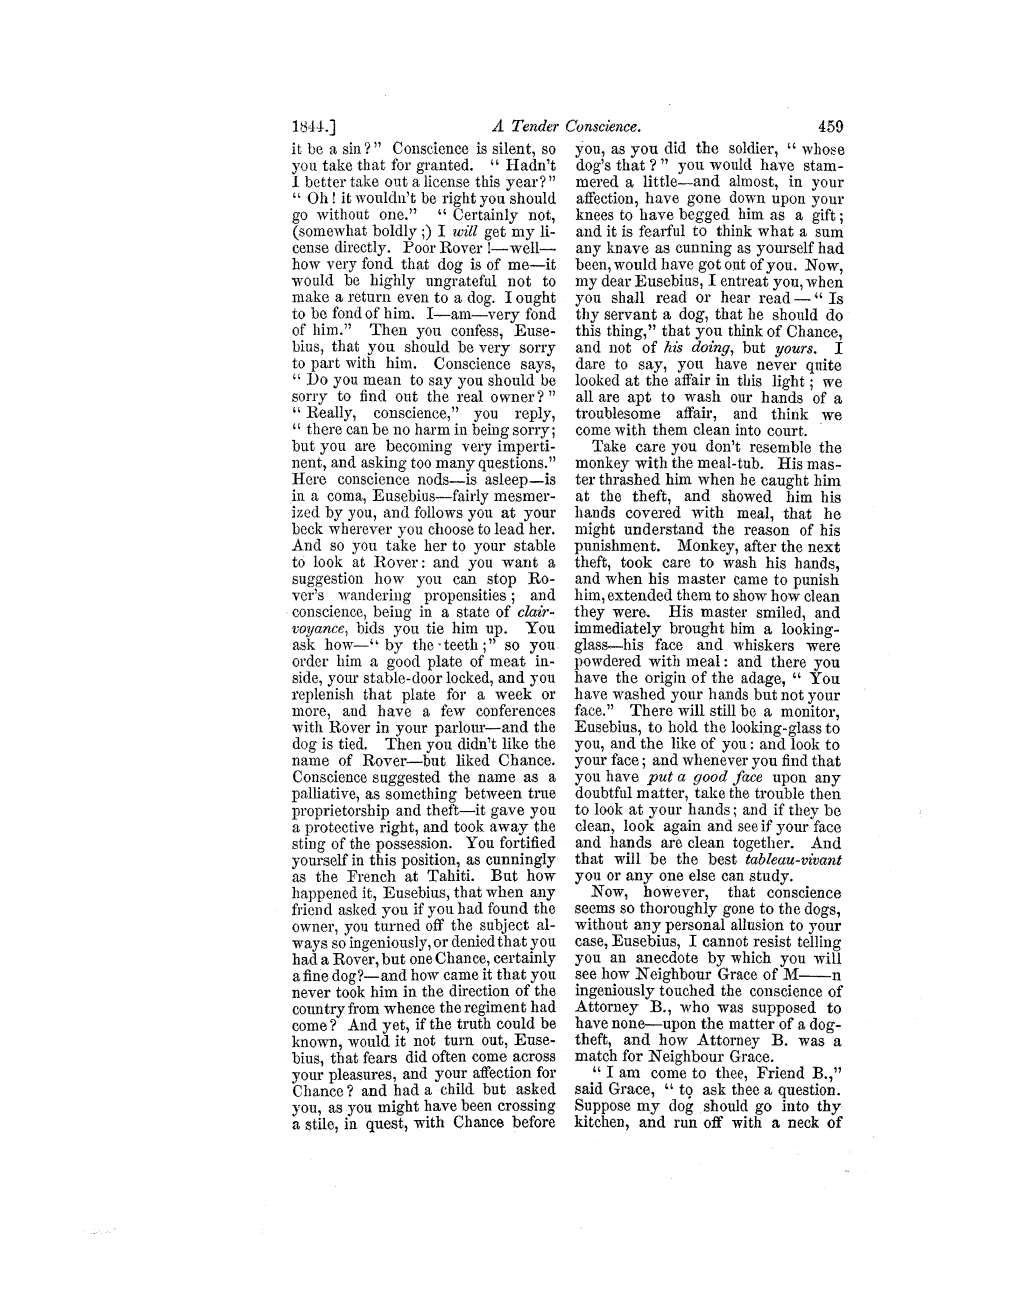 1844.] A Tender Conscience. 459
it be a sin?" Conscience is silent, so
you take that for granted. "Hadn't
I better take out a license this year?"
"Oh! it wouldn't be right you should
go without one." "Certainly not,
(somewhat boldly;) I will get my li-
cense directly. Poor Rover!—well—
how very fond that dog is of me—it
would be highly ungrateful not to
make a return even to a dog. I ought
to be fond of him. I—am—very fond
of him." Then you confess, Euse-
bius, that you should be very sorry
to part with him. Conscience says,
"Do you mean to say you should be
sorry to find out the real owner?"
"Really, conscience," you reply,
"there can be no harm in being sorry;
but you are becoming very imperti-
nent, and asking too many questions."
Here conscience nods—is asleep—is
in a coma, Eusebius—fairly mesmer-
ized by you, and follows you at your
beck wherever you choose to lead her.
And so you take her to your stable
to look at Rover: and you want a
suggestion how you can stop Ro-
ver's wandering propensities; and
conscience, being in a state of clair-
voyance, bids you tie him up. You
ask how—"by the teeth;" so you
order him a good plate of meat in-
side, your stable-door locked, and you
replenish that plate for a week or
more, and have a few conferences
with Rover in your parlour—and the
dog is tied. Then you didn't like the
name of Rover—but liked Chance.
Conscience suggested the name as a
palliative, as something between true
proprietorship and theft—it gave you
a protective right, and took away the
sting of the possession. You fortified
yourself in this position, as cunningly
as the French at Tahiti. But how
happened it, Eusebius, that when any
friend asked you if you had found the
owner, you turned off the subject al-
ways so ingeniously, or denied that you
had a Rover, but one Chance, certainly
a fine dog?—and how came it that you
never took him in the direction of the
country from whence the regiment had
come? And yet, if the truth could be
known, would it not turn out, Euse-
bius, that fears did often come across
your pleasures, and your affection for
Chance? and had a child but asked
you, as you might have been crossing
a stile, in quest, with Chance before
you, as you did the soldier, "whose
dog's that?" you would have stam-
mered a little—and almost, in your
affection, have gone down upon your
knees to have begged him as a gift;
and it is fearful to think what a sum
any knave as cunning as yourself had
been, would have got out of you. Now,
my dear Eusebius, I entreat you, when
you shall read or hear read—"Is
thy servant a dog, that he should do
this thing," that you think of Chance,
and not of his doing, but yours. I
dare to say, you have never quite
looked at the affair in this light; we
all are apt to wash our hands of a
troublesome affair, and think we
come with them clean into court.
Take care you don't resemble the
monkey with the meal-tub. His mas-
ter thrashed him when he caught him
at the theft, and showed him his
hands covered with meal, that he
might understand the reason of his
punishment. Monkey, after the next
theft, took care to wash his hands,
and when his master came to punish
him, extended them to show how clean
they were. His master smiled, and
immediately brought him a looking-
glass—his face and whiskers were
powdered with meal: and there you
have the origin of the adage, "You
have washed your hands but not your
face." There will still be a monitor,
Eusebius, to hold the looking-glass to
you, and the like of you: and look to
your face; and whenever you find that
you have put a good face upon any
doubtful matter, take the trouble then
to look at your hands; and if they be
clean, look again and see if your face
and hands are clean together. And
that will be the best tableau-vivant
you or any one else can study.
Now, however, that conscience
seems so thoroughly gone to the dogs,
without any personal allusion to your
case, Eusebius, I cannot resist telling
you an anecdote by which you will
see how Neighbour Grace of M——n
ingeniously touched the conscience of
Attorney B., who was supposed to
have none—upon the matter of a dog-
theft, and how Attorney B. was a
match for Neighbour Grace.
"I am come to thee, Friend B.,"
said Grace, "to ask thee a question.
Suppose my dog should go into thy
kitchen, and run off with a neck of